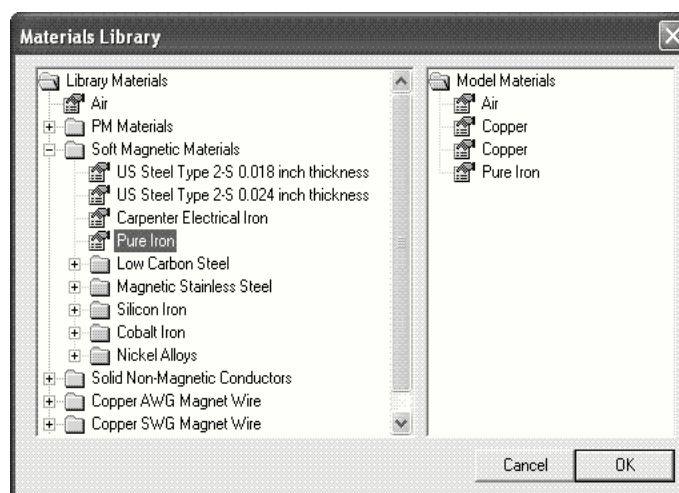 Materials Library
Library Materials
Air
PM Materials
Soft Magnetic Materials
US Steel Type 2-S 0.018 inch thickness
US Steel Type 2-S 0.024 inch thickness
Carpenter Electrical Iron
Pure Iron
Low Carbon Steel
Magnetic Stainless Steel
Silicon Iron
Cobalt Iron
Nickel Alloys
Solid Non-Magnetic Conductors
Copper AWG Magnet Wire
Copper SWG Magnet Wire
Model Materials
Air
Copper
Copper
Pure Iron
Cancel
OK